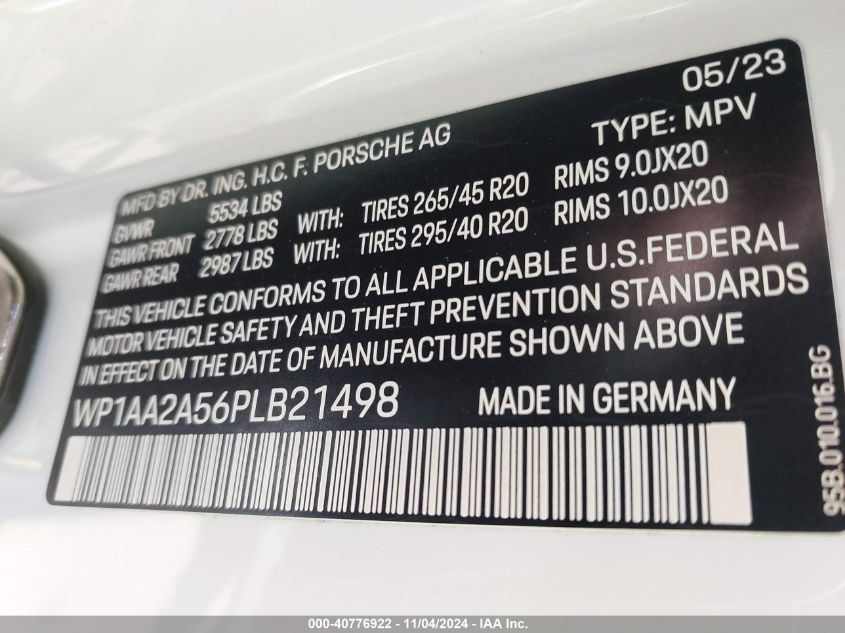 05/23
MFD BY DR. ING. H.C. F. PORSCHE AG TYPE: MPV
GVWR 5534 LBS
GAWR FRONT 2778 LBS WITH: TIRES 265/45 R20 RIMS 9.0JX20
GAWR REAR 2987 LBS WITH: TIRES 295/40 R20 RIMS 10.0JX20
THIS VEHICLE CONFORMS TO ALL APPLICABLE U.S.FEDERAL
MOTOR VEHICLE SAFETY AND THEFT PREVENTION STANDARDS
IN EFFECT ON THE DATE OF MANUFACTURE SHOWN ABOVE
WP1AA2A56PLB21498 MADE IN GERMANY
95B.010.016.BG
000-40776922 - 11/04/2024 - IAA Inc.